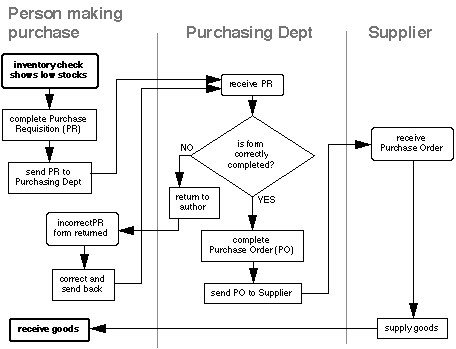 Person making
purchase
Purchasing Dept
Supplier
inventory check
shows low stocks
receive PR
complete Purchase
Requisition (PR)
is form
correctly
completed?
receive
Purchase Order
NO
send PR to
Purchasing Dept
return to
author
YES
incorrectPR
form returned
complete
Purchase Order (PO)
correct and
send back
send PO to Supplier
receive goods
supply goods